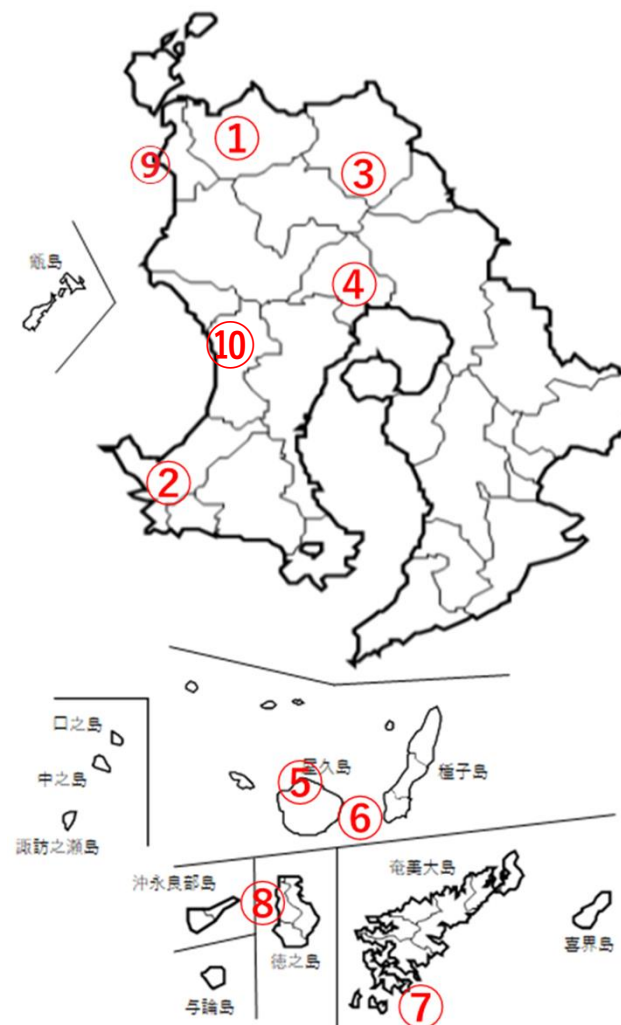 ①
③
⑨
④
甑島
⑩
②
口之島
屋久島
⑤
中之島
種子島
⑥
諏訪之瀬島
奄美大島
沖永良部島
⑧
喜界島
徳之島
与論島
⑦